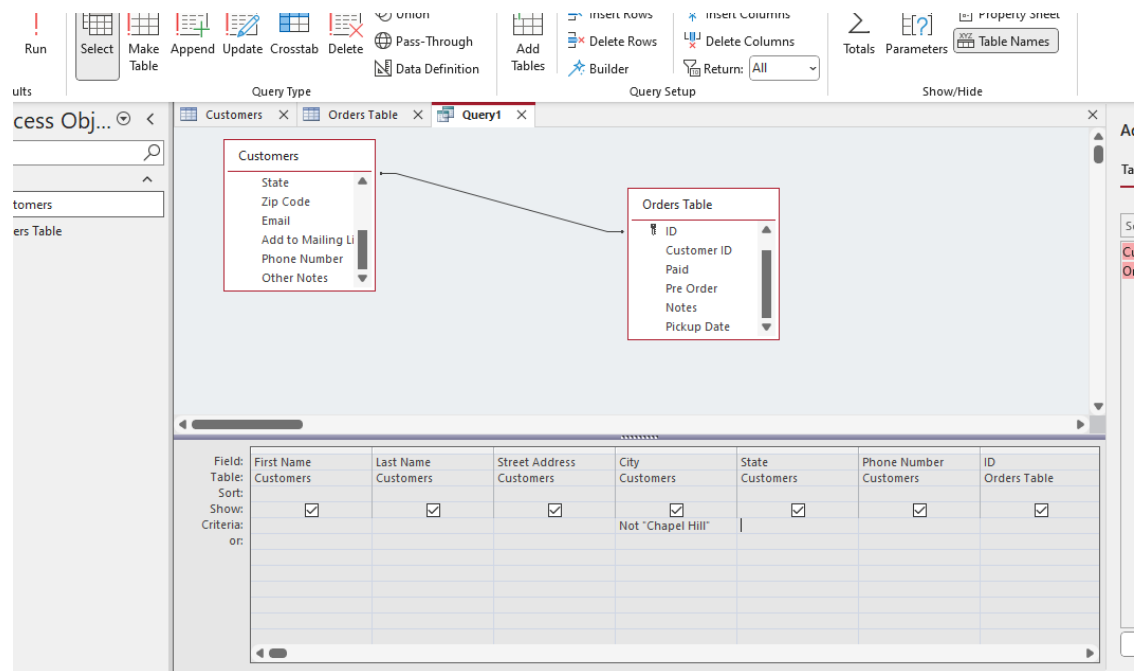 Union
Insert Rows
Insert Columns
Property Sheet
Run
Select
Make Table
Append
Update
Crosstab
Delete
Pass-Through
Data Definition
Add Tables
Delete Rows
Builder
Delete Columns
Return: All
Totals
Parameters
Table Names
ults
Query Type
Query Setup
Show/Hide
cess Obj...
Customers
Orders Table
Query1
tomers
ers Table
Customers
State
Zip Code
Email
Add to Mailing Li
Phone Number
Other Notes
Orders Table
ID
Customer ID
Paid
Pre Order
Notes
Pickup Date
Ta
Cu
Field: First Name Last Name Street Address City State Phone Number ID
Table: Customers Customers Customers Customers Customers Customers Orders Table
Sort:
Show:
Criteria: Not "Chapel Hill"
or: